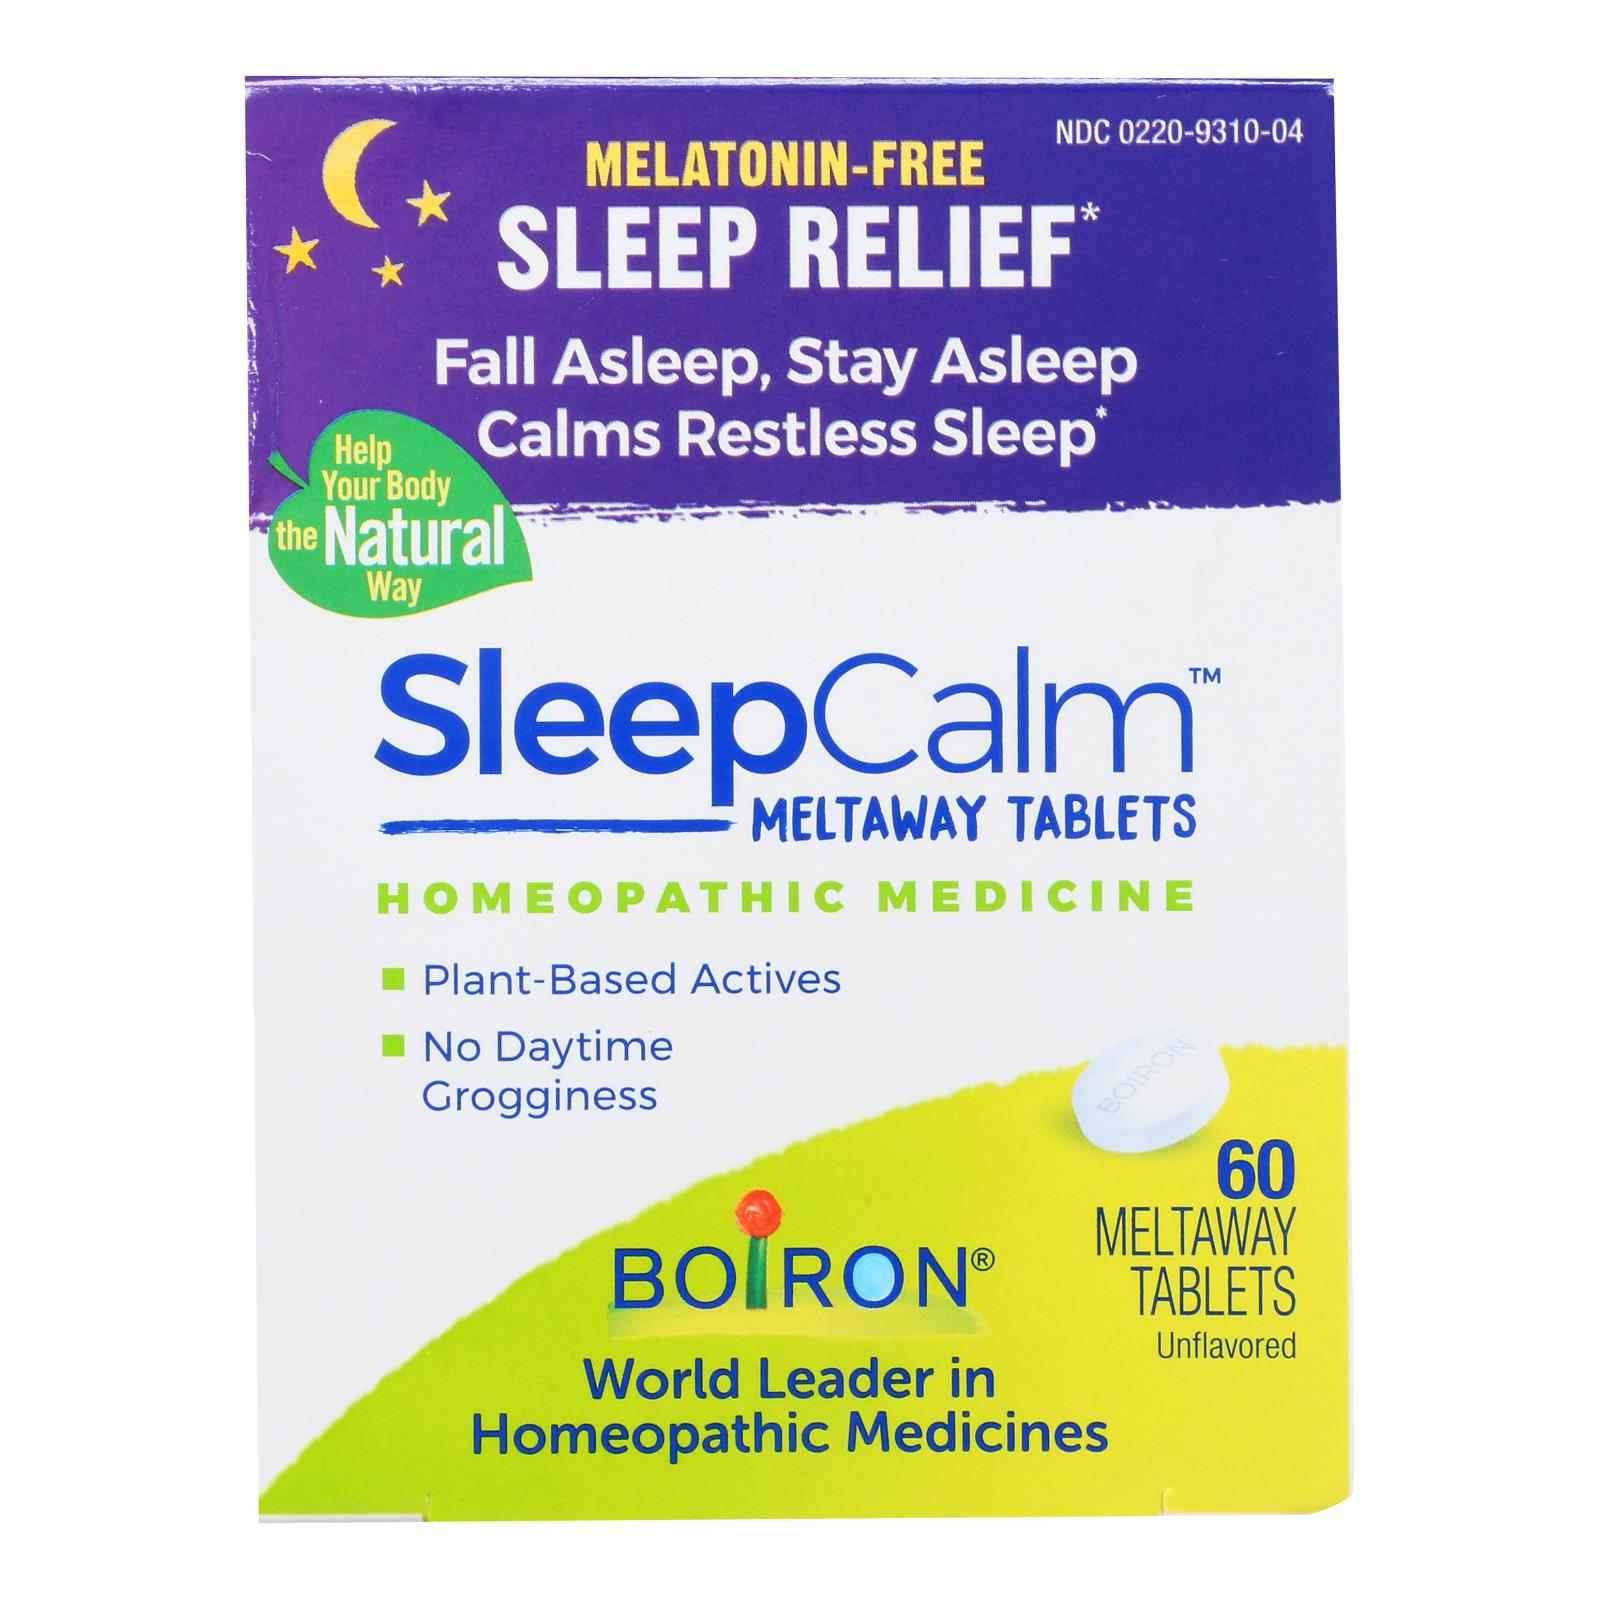 NDC 0220-9310-04
MELATONIN-FREE
SLEEP RELIEF*
Fall Asleep, Stay Asleep
Calms Restless Sleep*
Help
Your Body
the Natural
Way
SleepCalm™
MELTAWAY TABLETS
HOMEOPATHIC MEDICINE
Plant-Based Actives
No Daytime
Grogginess
BOIRON
60
MELTAWAY
TABLETS
Unflavored
BOIRON®
World Leader in
Homeopathic Medicines